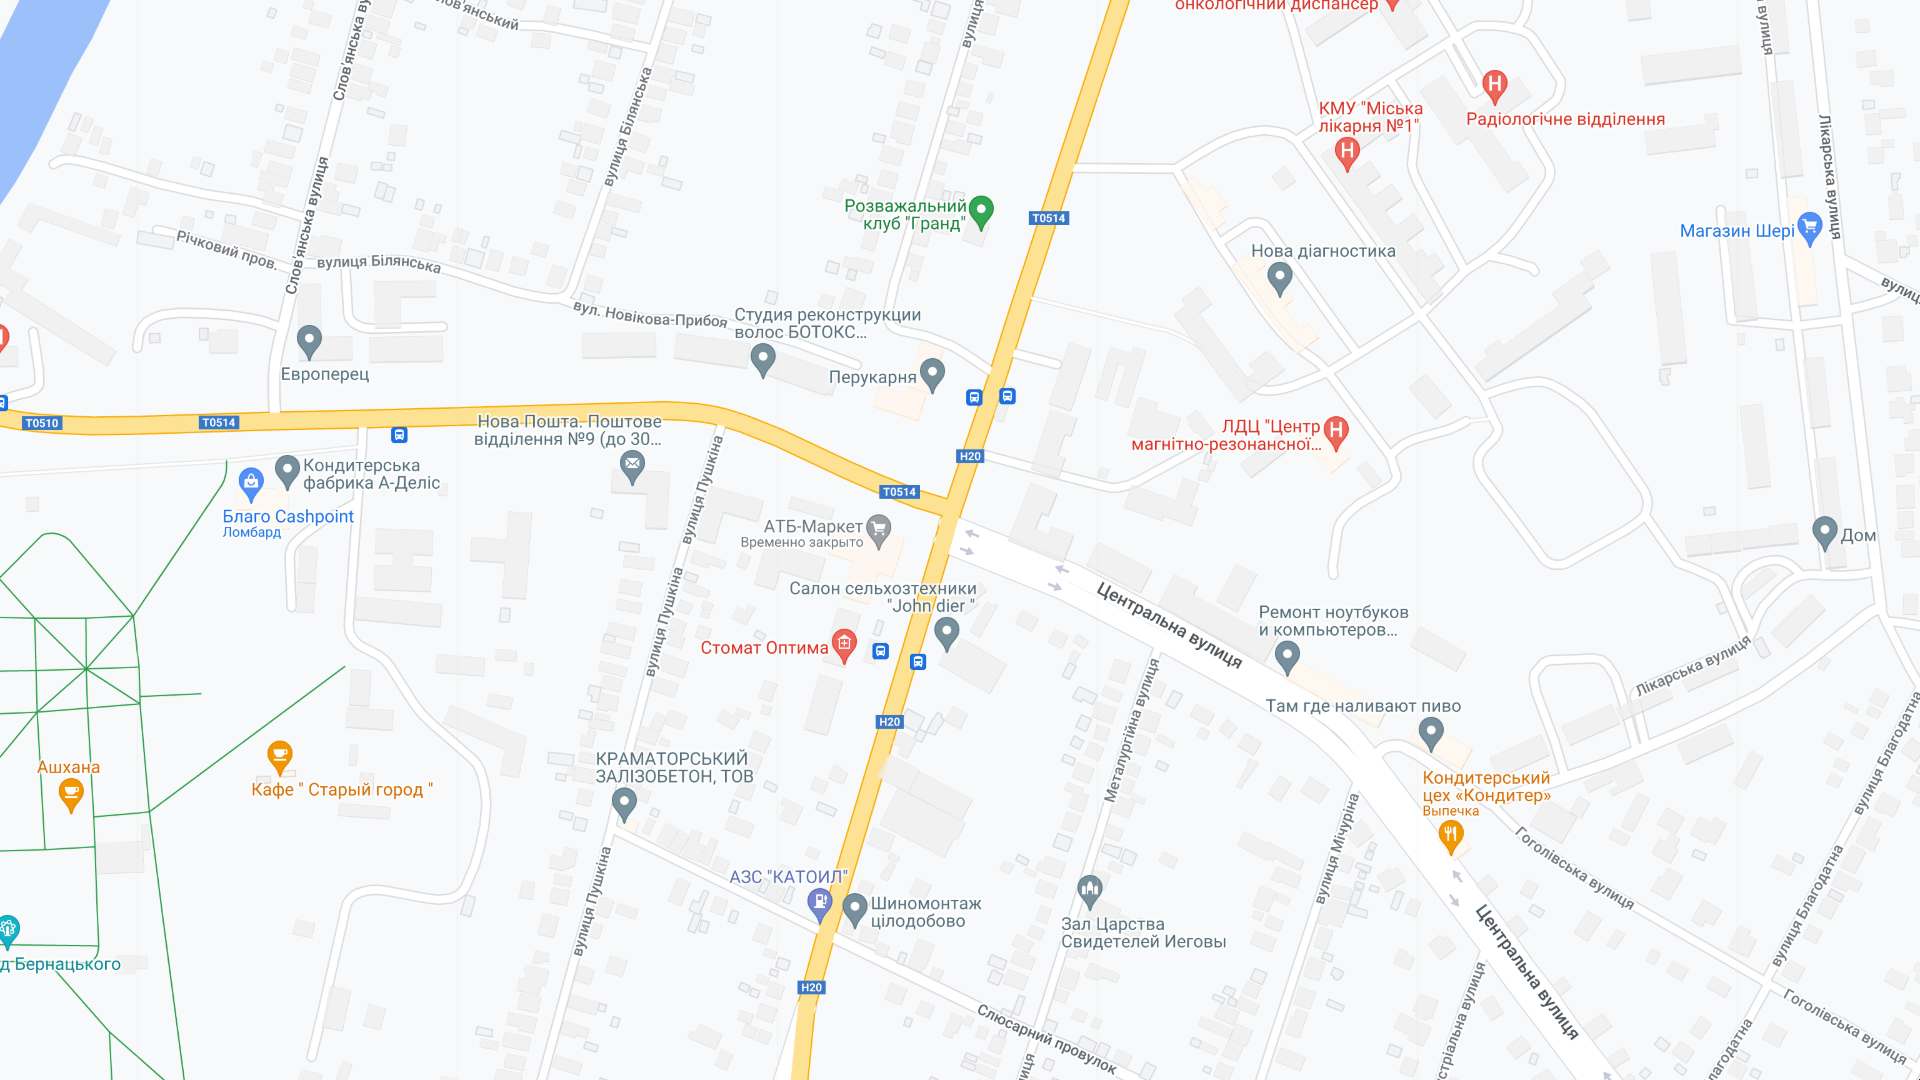 онкологічний диспансер
Слов'янська ву
вулиця Білянська
вулиця
вулиця
КМУ "Міська
лікарня №1"
Радіологічне відділення
Лікарська вулиця
Розважальний
клуб "Гранд"
T0514
Магазин Шері
Річковий пров.
Слов'янська вулиця
вулиця Білянська
Нова діагностика
вул. Новікова-Прибоя
Студия реконструкции
волос БОТОКС...
Европерец
Перукарня
T0510
T0514
Нова Пошта. Поштове
відділення №9 (до 30...
ЛДЦ "Центр
магнітно-резонансної...
H20
T0514
вулиця Пушкіна
Кондитерська
фабрика А-Деліс
Благо Cashpoint
Ломбард
АТБ-Маркет
Временно закрыто
Дом
Салон сельхозтехники
"John dier "
Центральна вулиця
Ремонт ноутбуков
и компьютеров...
вулиця Пушкіна
Стомат Оптима
Лікарська вулиця
Металургійна вулиця
Там где наливают пиво
H20
вулиця Благодатна
КРАМАТОРСЬКИЙ
ЗАЛІЗОБЕТОН, ТОВ
Ашхана
Кафе " Старый город "
Кондитерський
цех «Кондитер»
Выпечка
вулиця Мічуріна
Гоголівська вулиця
АЗС "КАТОИЛ"
Шиномонтаж
цілодобово
вулиця Пушкіна
Зал Царства
Свидетелей Иеговы
вулиця Благодатна
Центральна вулиця
д Бернацького
H20
Слюсарний провулок
Гоголівська вулиця